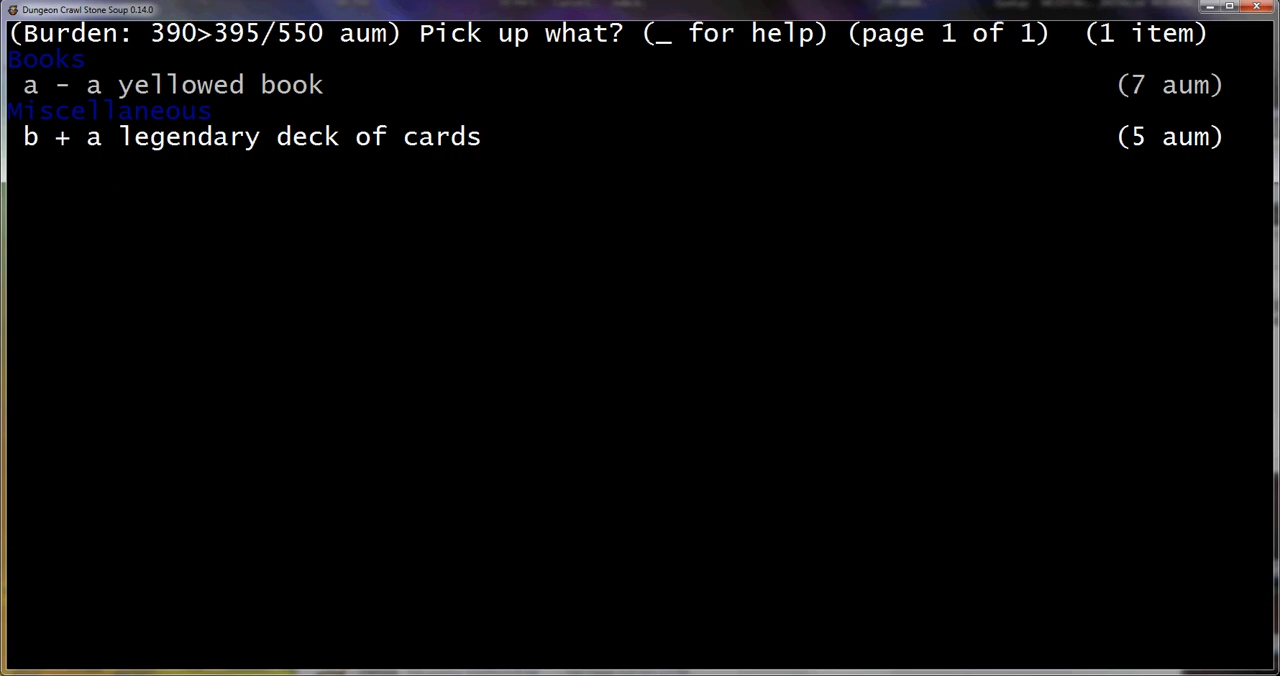 Dungeon Crawl Stone Soup 0.14.0
(Burden: 390>395/550 aum) Pick up what? (_ for help) (page 1 of 1) (1 item)
Books
a - a yellowed book (7 aum)
Miscellaneous
b + a legendary deck of cards (5 aum)